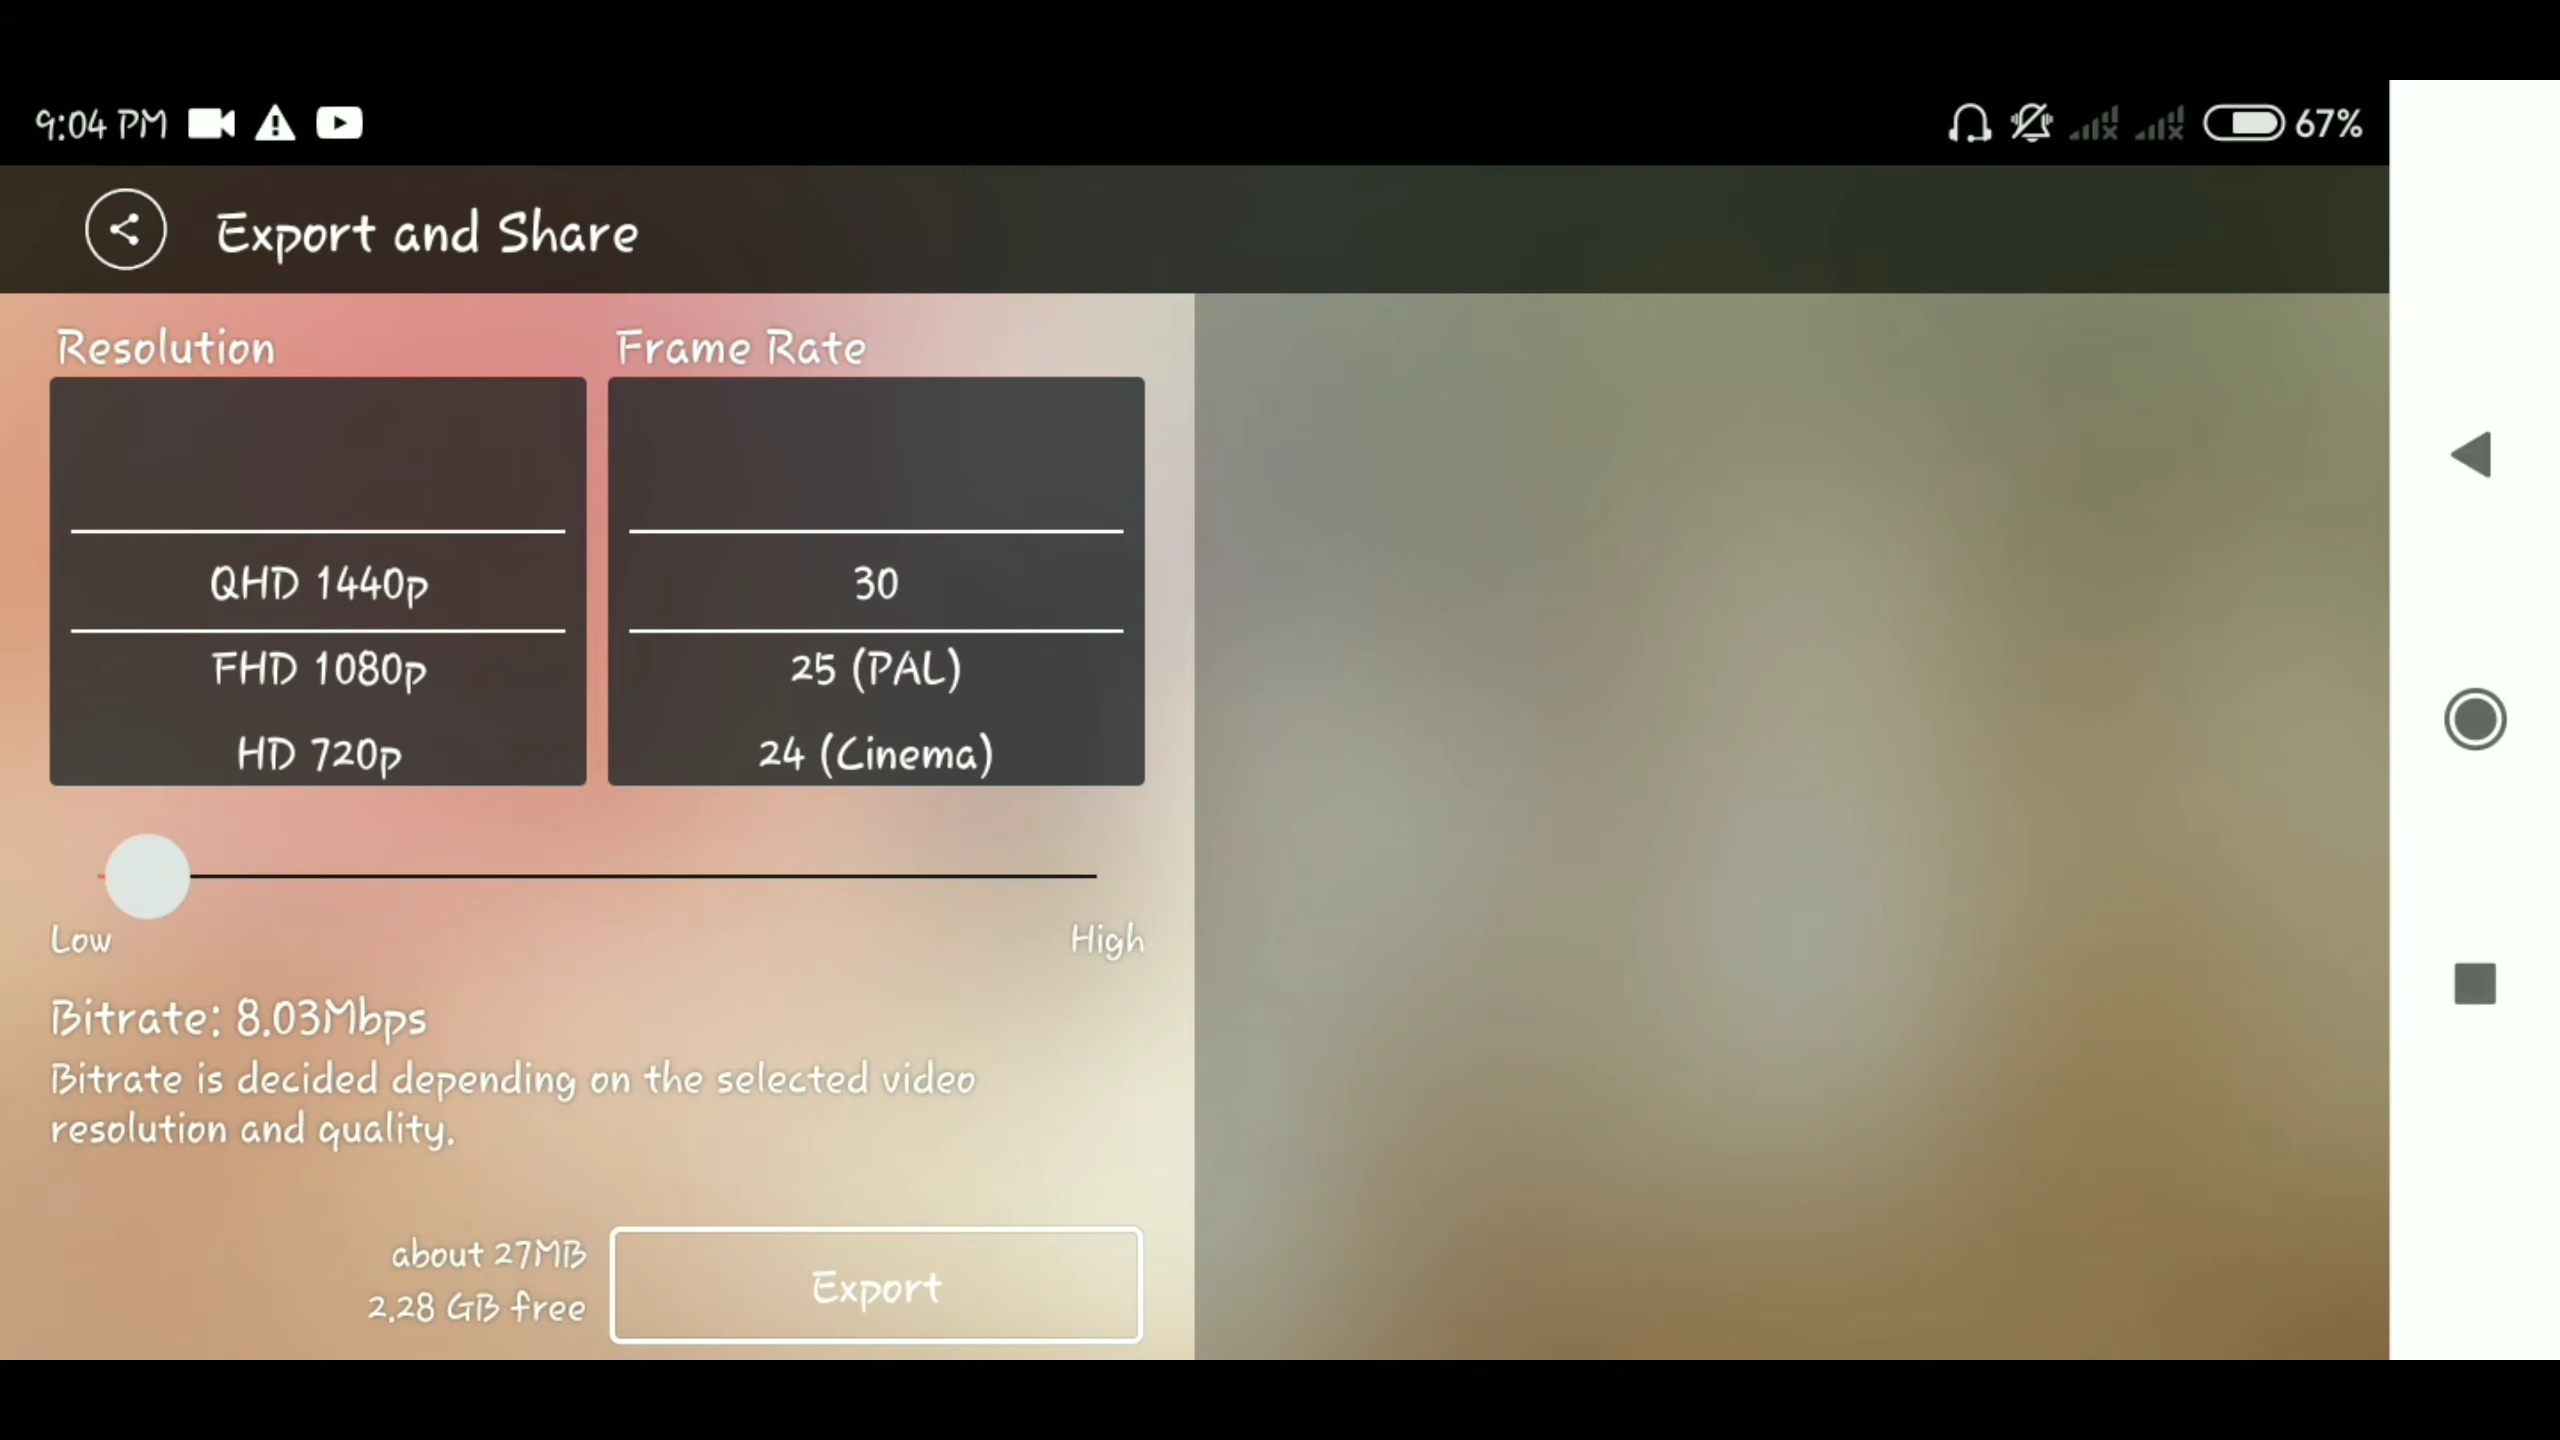 9:04 PM
67%
Export and Share
Resolution
Frame Rate
QHD 1440p
30
FHD 1080p
25 (PAL)
HD 720p
24 (Cinema)
Low
High
Bitrate: 8.03Mbps
Bitrate is decided depending on the selected video
resolution and quality.
about 27MB
2.28 GB free
Export